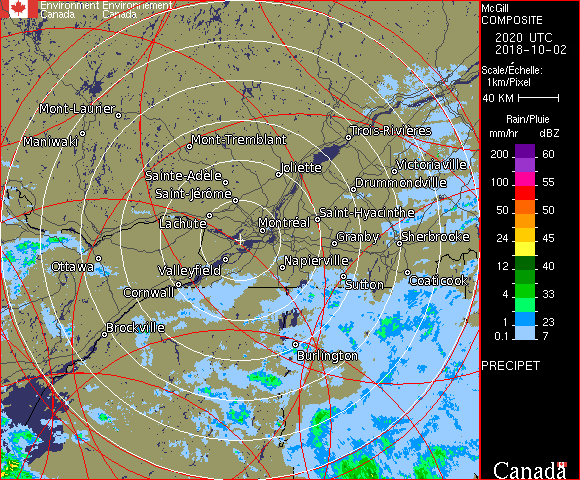 Environment Environnement
Canada Canada
McGill
COMPOSITE
2020 UTC
2018-10-02
Scale/Échelle:
1km/Pixel
40 KM
Rain/Pluie
mm/hr dBZ
200 60
100 55
50 50
24 45
12 40
4 33
1 23
0.1 7
PRECIPET
Canada
Mont-Laurier
Maniwaki
Mont-Tremblant
Trois-Rivières
Joliette
Victoriaville
Sainte-Adèle
Drummondville
Saint-Jérôme
Saint-Hyacinthe
Lachute
Montréal
Granby
Sherbrooke
Ottawa
Valleyfield
Napierville
Cornwall
Sutton
Coaticook
Brockville
Burlington